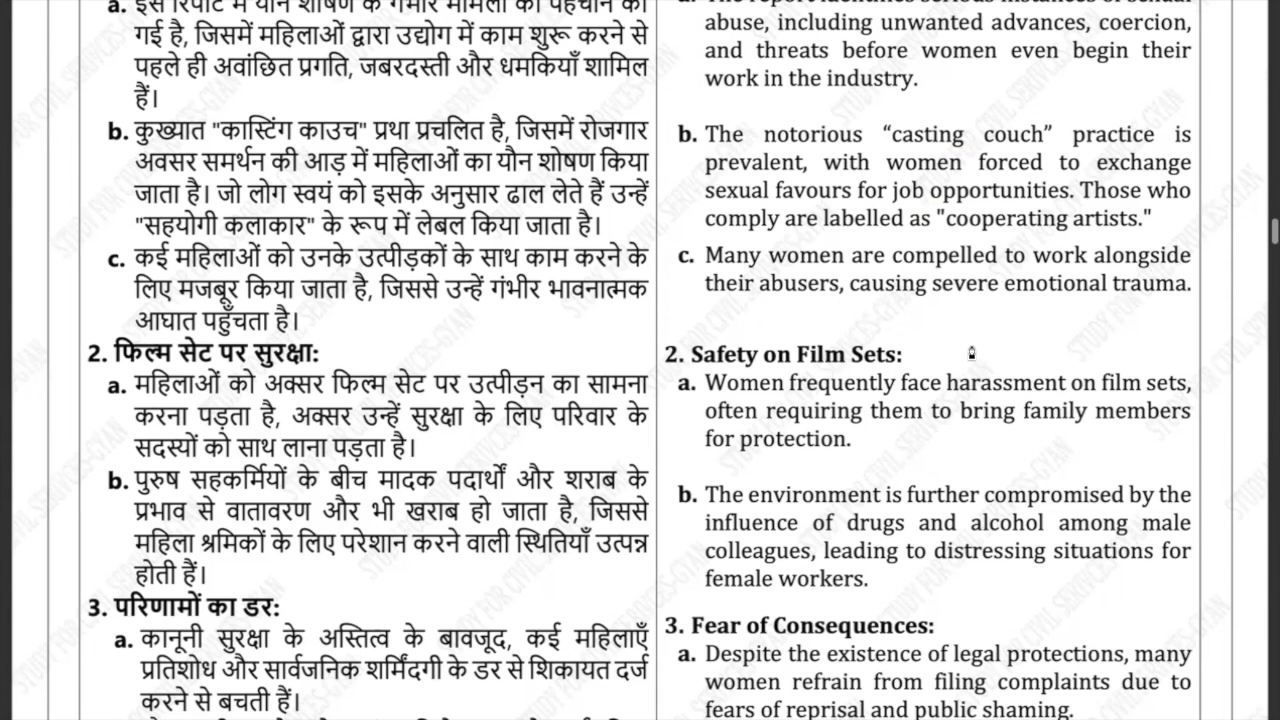 a. इस रिपोर्ट में यौन शोषण के गंभीर मामलों की पहचान की
गई है, जिसमें महिलाओं द्वारा उद्योग में काम शुरू करने से
पहले ही अवांछित प्रगति, जबरदस्ती और धमकियाँ शामिल
हैं।
b. कुख्यात "कास्टिंग काउच" प्रथा प्रचलित है, जिसमें रोजगार
अवसर समर्थन की आड़ में महिलाओं का यौन शोषण किया
जाता है। जो लोग स्वयं को इसके अनुसार ढाल लेते हैं उन्हें
"सहयोगी कलाकार" के रूप में लेबल किया जाता है।
c. कई महिलाओं को उनके उत्पीड़कों के साथ काम करने के
लिए मजबूर किया जाता है, जिससे उन्हें गंभीर भावनात्मक
आघात पहुँचता है।
2. फिल्म सेट पर सुरक्षा:
a. महिलाओं को अक्सर फिल्म सेट पर उत्पीड़न का सामना
करना पड़ता है, अक्सर उन्हें सुरक्षा के लिए परिवार के
सदस्यों को साथ लाना पड़ता है।
b. पुरुष सहकर्मियों के बीच मादक पदार्थों और शराब के
प्रभाव से वातावरण और भी खराब हो जाता है, जिससे
महिला श्रमिकों के लिए परेशान करने वाली स्थितियाँ उत्पन्न
होती हैं।
3. परिणामों का डर:
a. कानूनी सुरक्षा के अस्तित्व के बावजूद, कई महिलाएँ
प्रतिशोध और सार्वजनिक शर्मिंदगी के डर से शिकायत दर्ज
करने से बचती हैं।
a. The report identifies serious instances of sexual
abuse, including unwanted advances, coercion,
and threats before women even begin their
work in the industry.
b. The notorious “casting couch” practice is
prevalent, with women forced to exchange
sexual favours for job opportunities. Those who
comply are labelled as "cooperating artists."
c. Many women are compelled to work alongside
their abusers, causing severe emotional trauma.
2. Safety on Film Sets:
a. Women frequently face harassment on film sets,
often requiring them to bring family members
for protection.
b. The environment is further compromised by the
influence of drugs and alcohol among male
colleagues, leading to distressing situations for
female workers.
3. Fear of Consequences:
a. Despite the existence of legal protections, many
women refrain from filing complaints due to
fears of reprisal and public shaming.